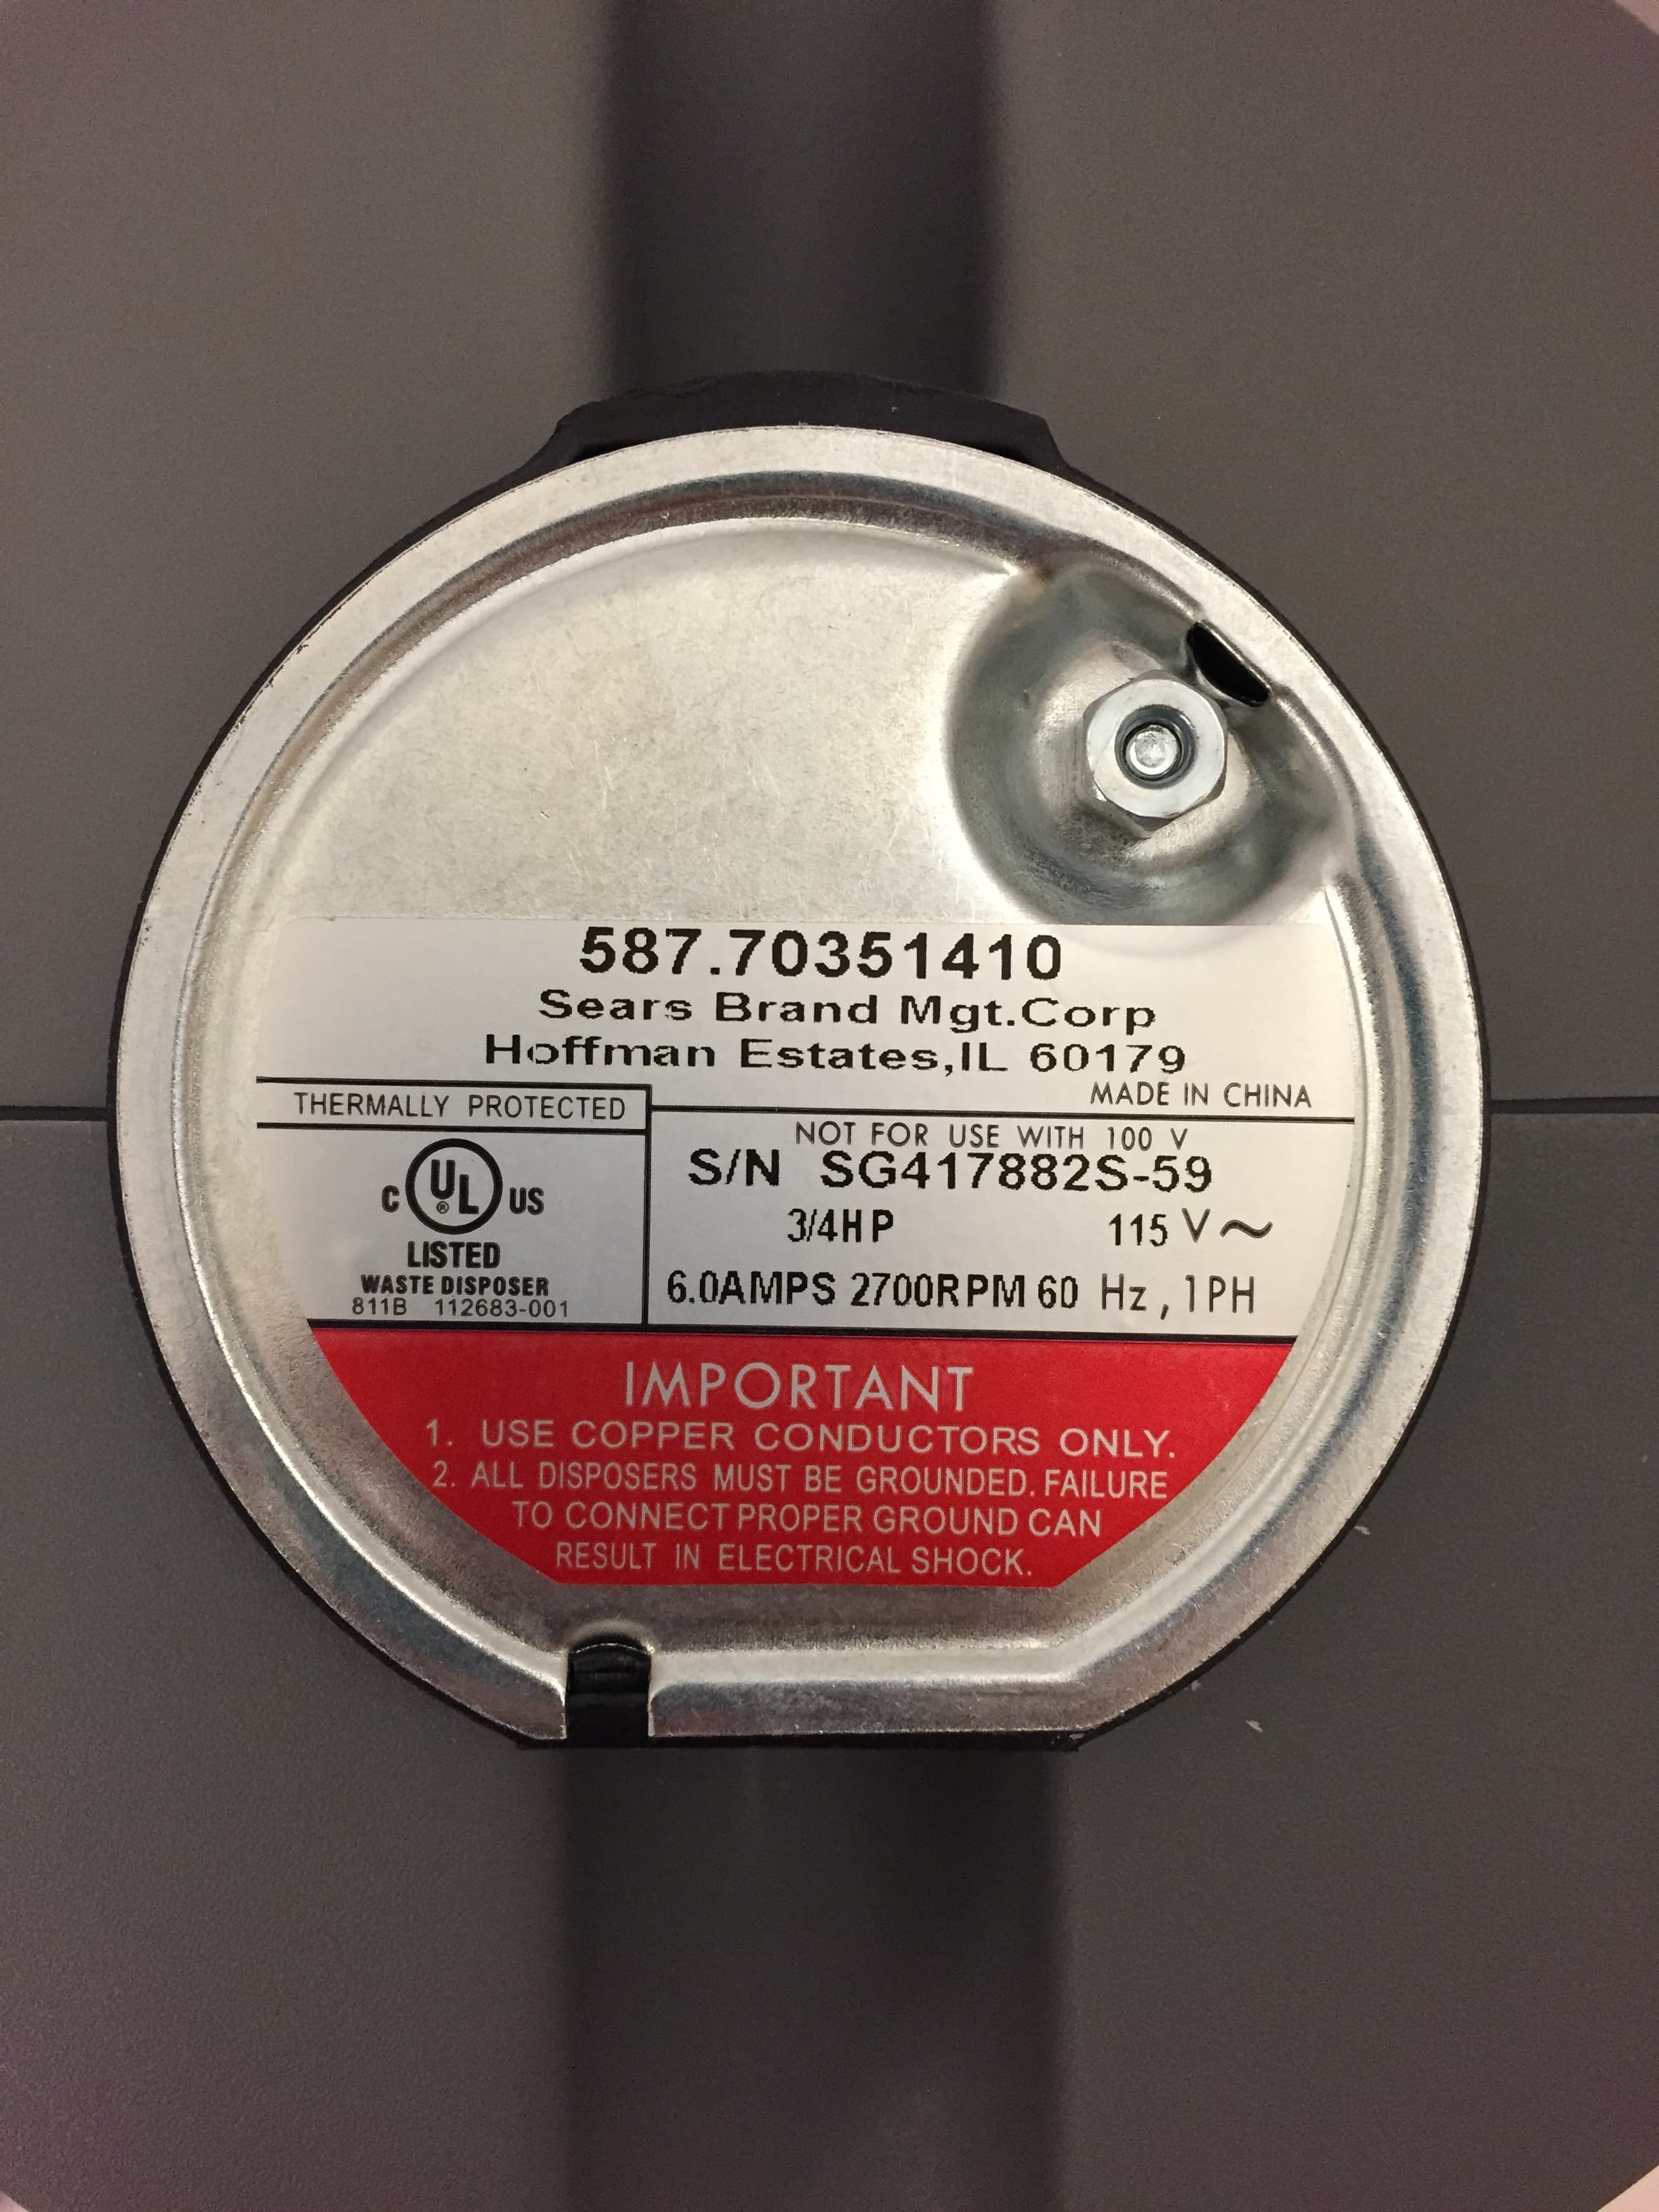 587.70351410
Sears Brand Mgt.Corp
Hoffman Estates,IL 60179
MADE IN CHINA
THERMALLY PROTECTED
C UL ® US
LISTED
WASTE DISPOSER
811B 112683-001
NOT FOR USE WITH 100 V
S/N SG417882S-59
3/4HP 115 V~
6.0AMPS 2700RPM 60 Hz, 1PH
IMPORTANT
1. USE COPPER CONDUCTORS ONLY.
2. ALL DISPOSERS MUST BE GROUNDED. FAILURE
TO CONNECT PROPER GROUND CAN
RESULT IN ELECTRICAL SHOCK.